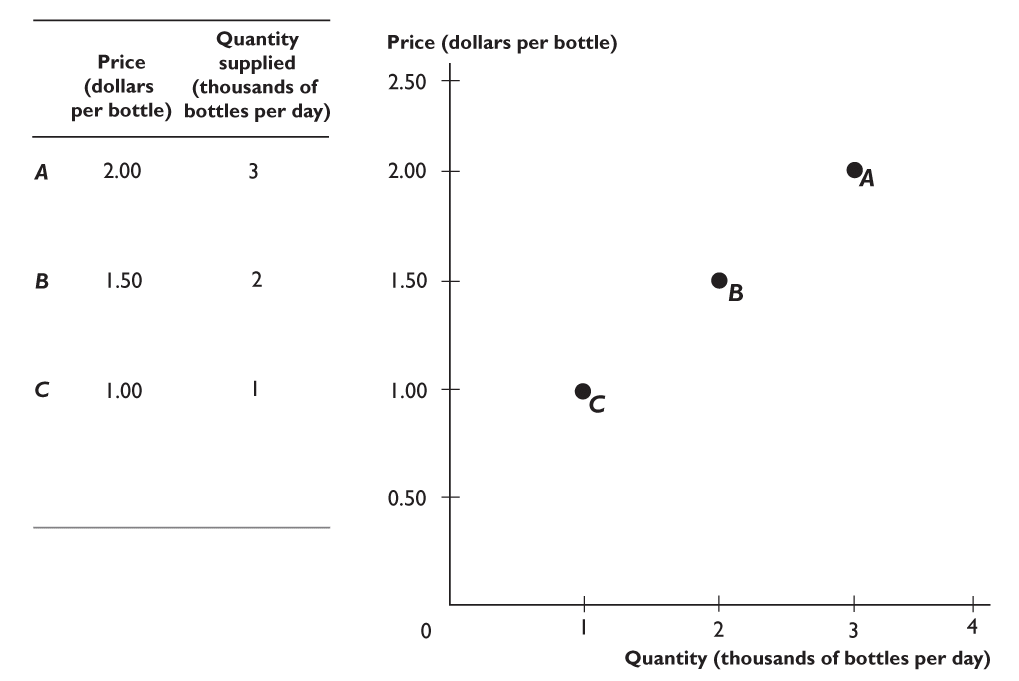 Price
(dollars
per bottle)
Quantity
supplied
(thousands of
bottles per day)
A 2.00 3
B 1.50 2
C 1.00 1
Price (dollars per bottle)
2.50
2.00
1.50
1.00
0.50
0
A
B
C
1 2 3 4
Quantity (thousands of bottles per day)